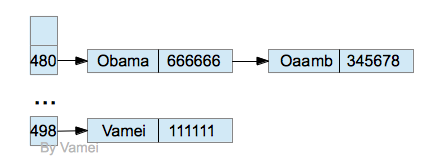 480 Obama 666666 Oaamb 345678
...
498 Vamei 111111
By Vamei